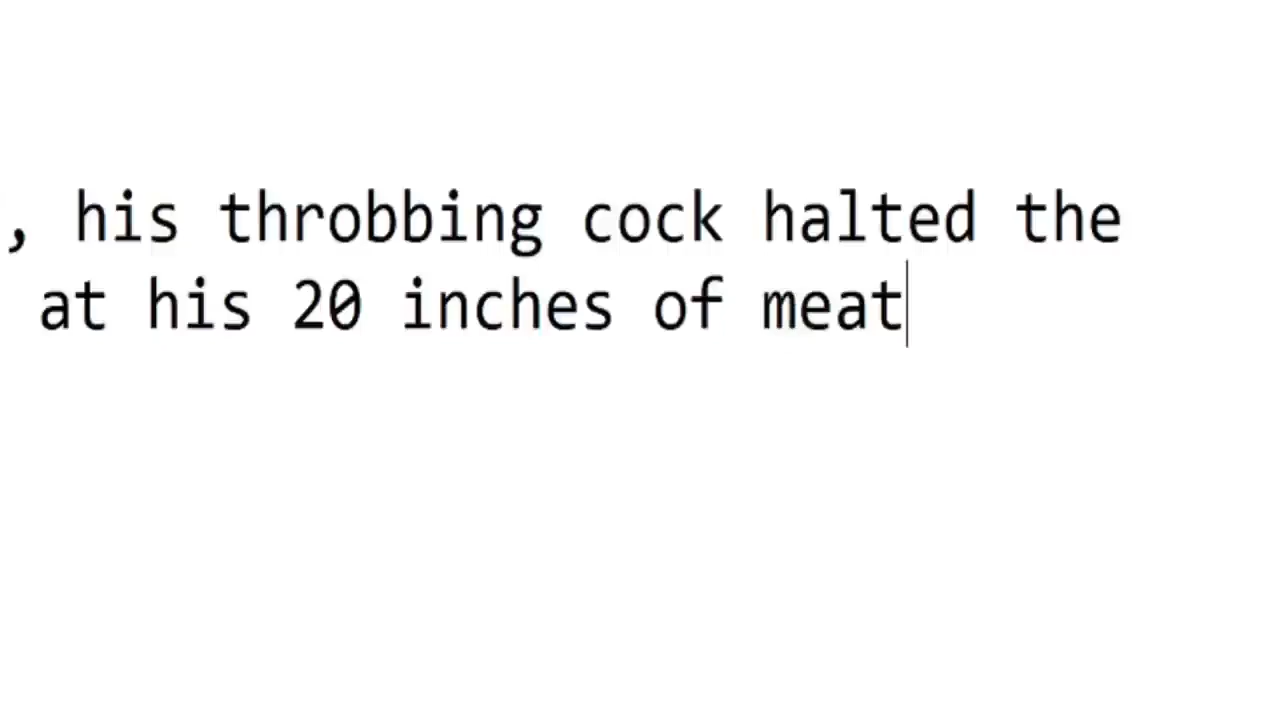 , his throbbing cock halted the
at his 20 inches of meat